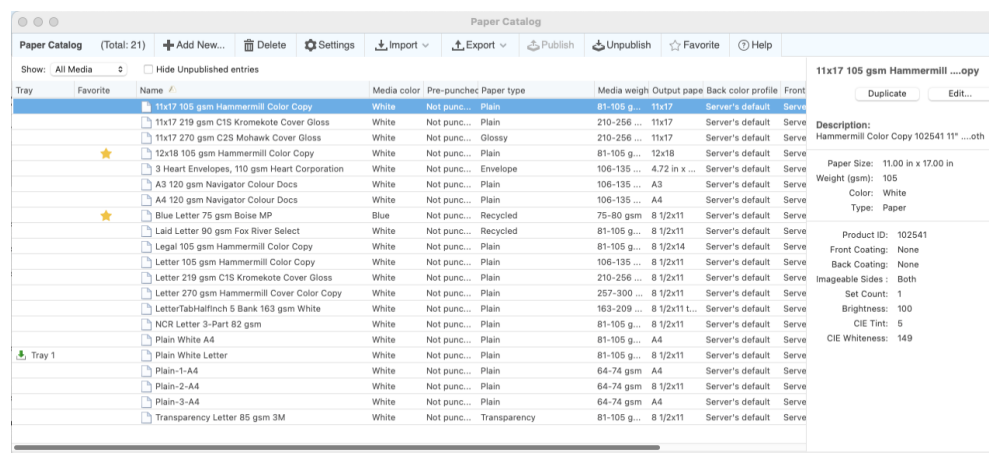 Paper Catalog
Paper Catalog (Total: 21) Add New... Delete Settings Import Export Publish Unpublish Favorite Help
Show: All Media Hide Unpublished entries
Tray Favorite Name Media color Pre-punched Paper type Media weigh Output pape Back color profile Front
11x17 105 gsm Hammermill Color Copy White Not punc... Plain 81-105 g... 11x17 Server's default Serve
11x17 219 gsm C1S Kromekote Cover Gloss White Not punc... Plain 210-256 ... 11x17 Server's default Serve
11x17 270 gsm C2S Mohawk Cover Gloss White Not punc... Glossy 210-256 ... 11x17 Server's default Serve
12x18 105 gsm Hammermill Color Copy White Not punc... Plain 81-105 g... 12x18 Server's default Serve
3 Heart Envelopes, 110 gsm Heart Corporation White Not punc... Envelope 106-135 ... 4.72 in x ... Server's default Serve
A3 120 gsm Navigator Colour Docs White Not punc... Plain 106-135 ... A3 Server's default Serve
A4 120 gsm Navigator Colour Docs White Not punc... Plain 106-135 ... A4 Server's default Serve
Blue Letter 75 gsm Boise MP Blue Not punc... Recycled 75-80 gsm 8 1/2x11 Server's default Serve
Laid Letter 90 gsm Fox River Select White Not punc... Recycled 81-105 g... 8 1/2x11 Server's default Serve
Legal 105 gsm Hammermill Color Copy White Not punc... Plain 81-105 g... 8 1/2x14 Server's default Serve
Letter 105 gsm Hammermill Color Copy White Not punc... Plain 106-135 ... 8 1/2x11 Server's default Serve
Letter 219 gsm C1S Kromekote Cover Gloss White Not punc... Plain 210-256 ... 8 1/2x11 Server's default Serve
Letter 270 gsm Hammermill Cover Color Copy White Not punc... Plain 257-300 ... 8 1/2x11 Server's default Serve
LetterTabHalfInch 5 Bank 163 gsm White White Not punc... Plain 163-209 ... 8 1/2x11 t... Server's default Serve
NCR Letter 3-Part 82 gsm White Not punc... Plain 81-105 g... 8 1/2x11 Server's default Serve
Plain White A4 White Not punc... Plain 81-105 g... A4 Server's default Serve
Tray 1 Plain White Letter White Not punc... Plain 81-105 g... 8 1/2x11 Server's default Serve
Plain-1-A4 White Not punc... Plain 64-74 gsm A4 Server's default Serve
Plain-2-A4 White Not punc... Plain 64-74 gsm 8 1/2x11 Server's default Serve
Plain-3-A4 White Not punc... Plain 64-74 gsm A4 Server's default Serve
Transparency Letter 85 gsm 3M White Not punc... Transparency 81-105 g... 8 1/2x11 Server's default Serve
11x17 105 gsm Hammermill ....opy
Duplicate Edit...
Description:
Hammermill Color Copy 102541 11" ....oth
Paper Size: 11.00 in x 17.00 in
Weight (gsm): 105
Color: White
Type: Paper
Product ID: 102541
Front Coating: None
Back Coating: None
Imageable Sides : Both
Set Count: 1
Brightness: 100
CIE Tint: 5
CIE Whiteness: 149